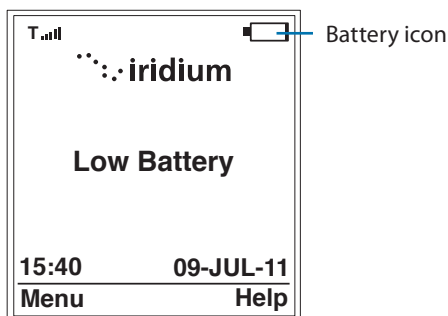 T
Battery icon
iridium
Low Battery
15:40 09-JUL-11
Menu Help